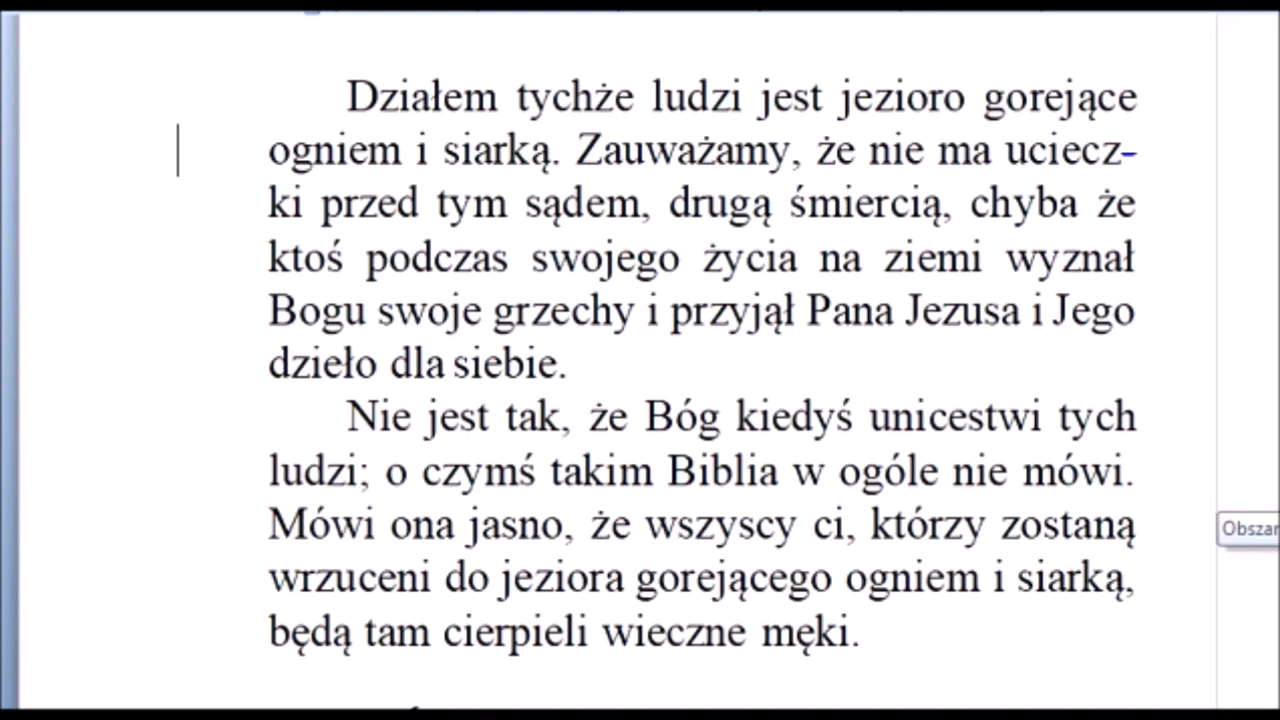 Działem tychże ludzi jest jezioro gorejące
ogniem i siarką. Zauważamy, że nie ma uciecz-
ki przed tym sądem, drugą śmiercią, chyba że
ktoś podczas swojego życia na ziemi wyznał
Bogu swoje grzechy i przyjął Pana Jezusa i Jego
dzieło dla siebie.
Nie jest tak, że Bóg kiedyś unicestwi tych
ludzi; o czymś takim Biblia w ogóle nie mówi.
Mówi ona jasno, że wszyscy ci, którzy zostaną
wrzuceni do jeziora gorejącego ogniem i siarką,
będą tam cierpieli wieczne męki.
Obszar